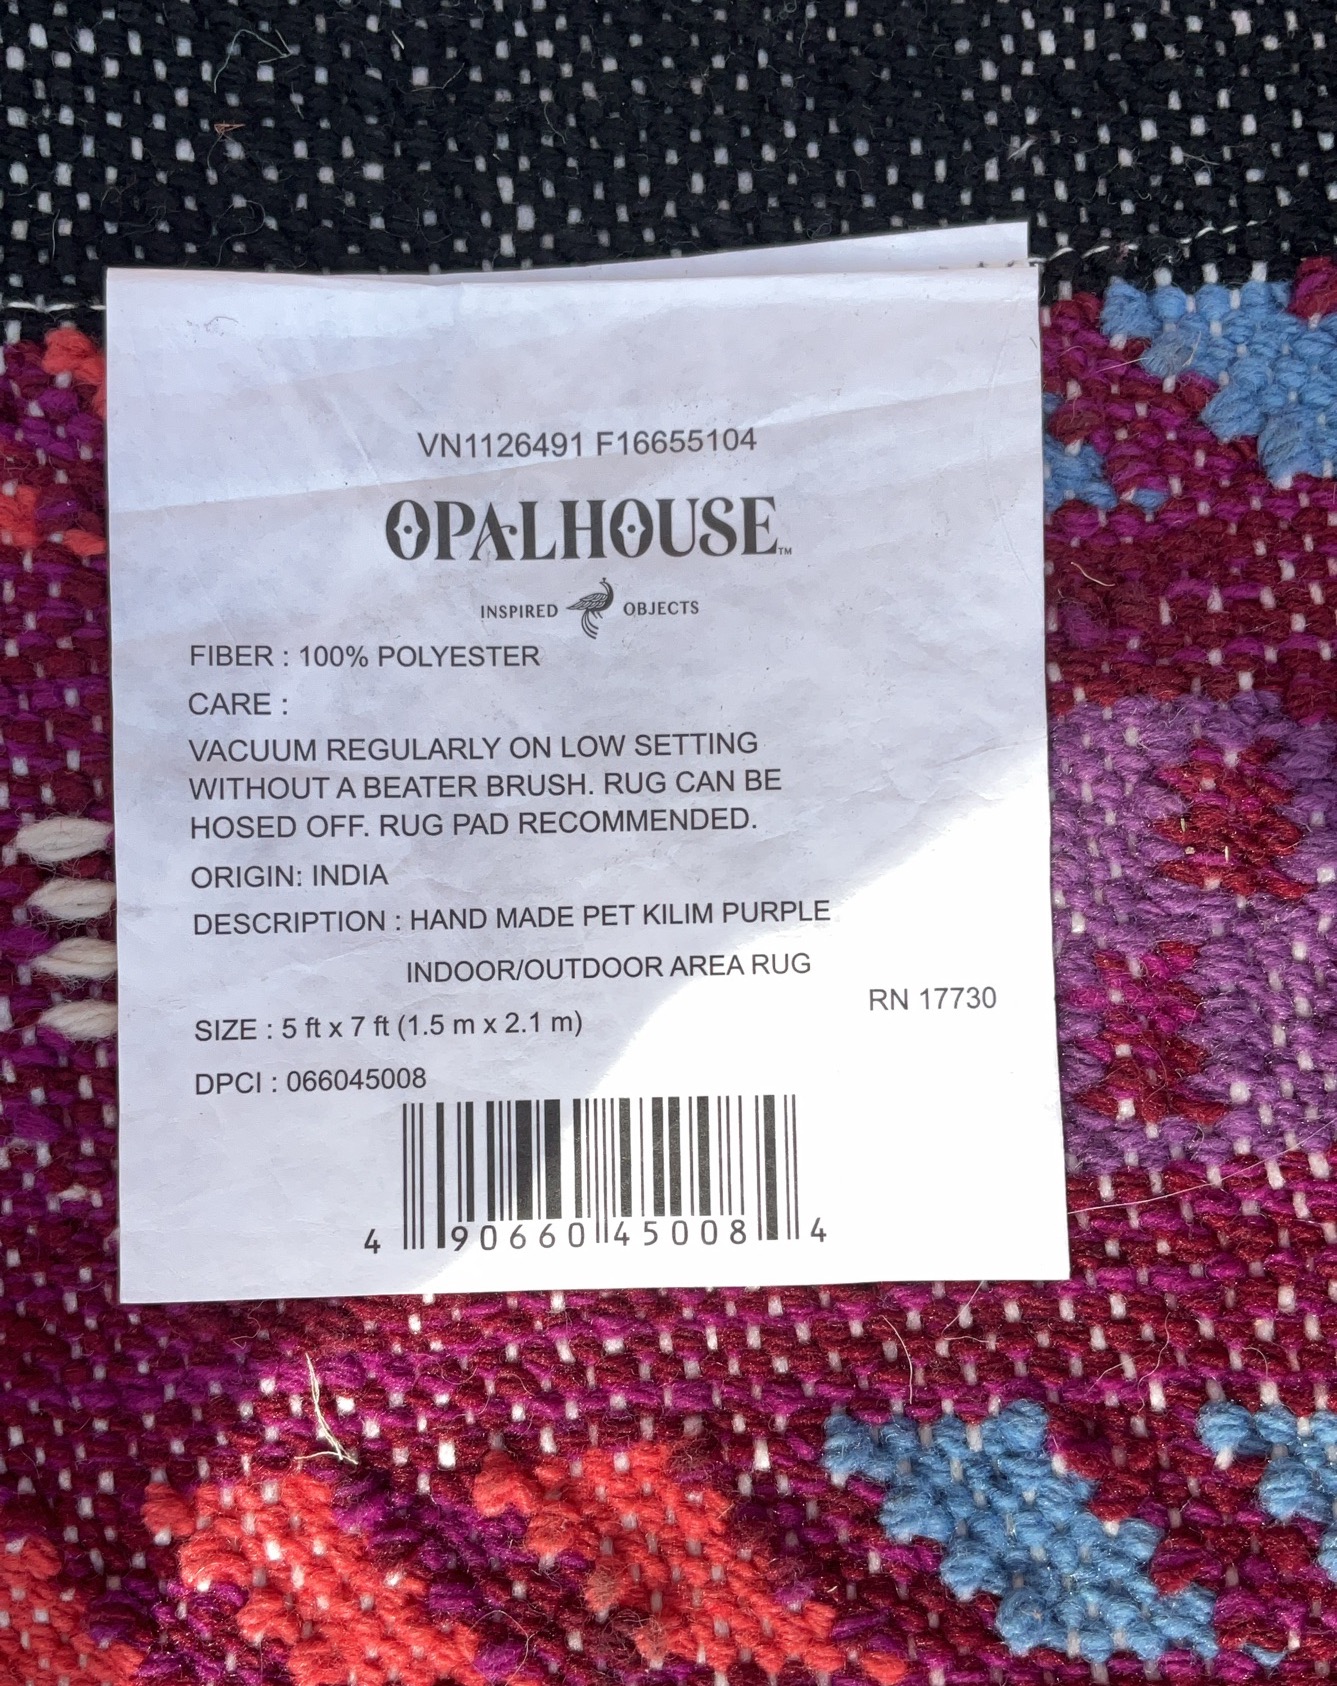 VN1126491 F16655104
OPALHOUSE™
INSPIRED OBJECTS
FIBER : 100% POLYESTER
CARE :
VACUUM REGULARLY ON LOW SETTING
WITHOUT A BEATER BRUSH. RUG CAN BE
HOSED OFF. RUG PAD RECOMMENDED.
ORIGIN: INDIA
DESCRIPTION : HAND MADE PET KILIM PURPLE
INDOOR/OUTDOOR AREA RUG
RN 17730
SIZE : 5 ft x 7 ft (1.5 m x 2.1 m)
DPCI : 066045008
4 90660 45008 4